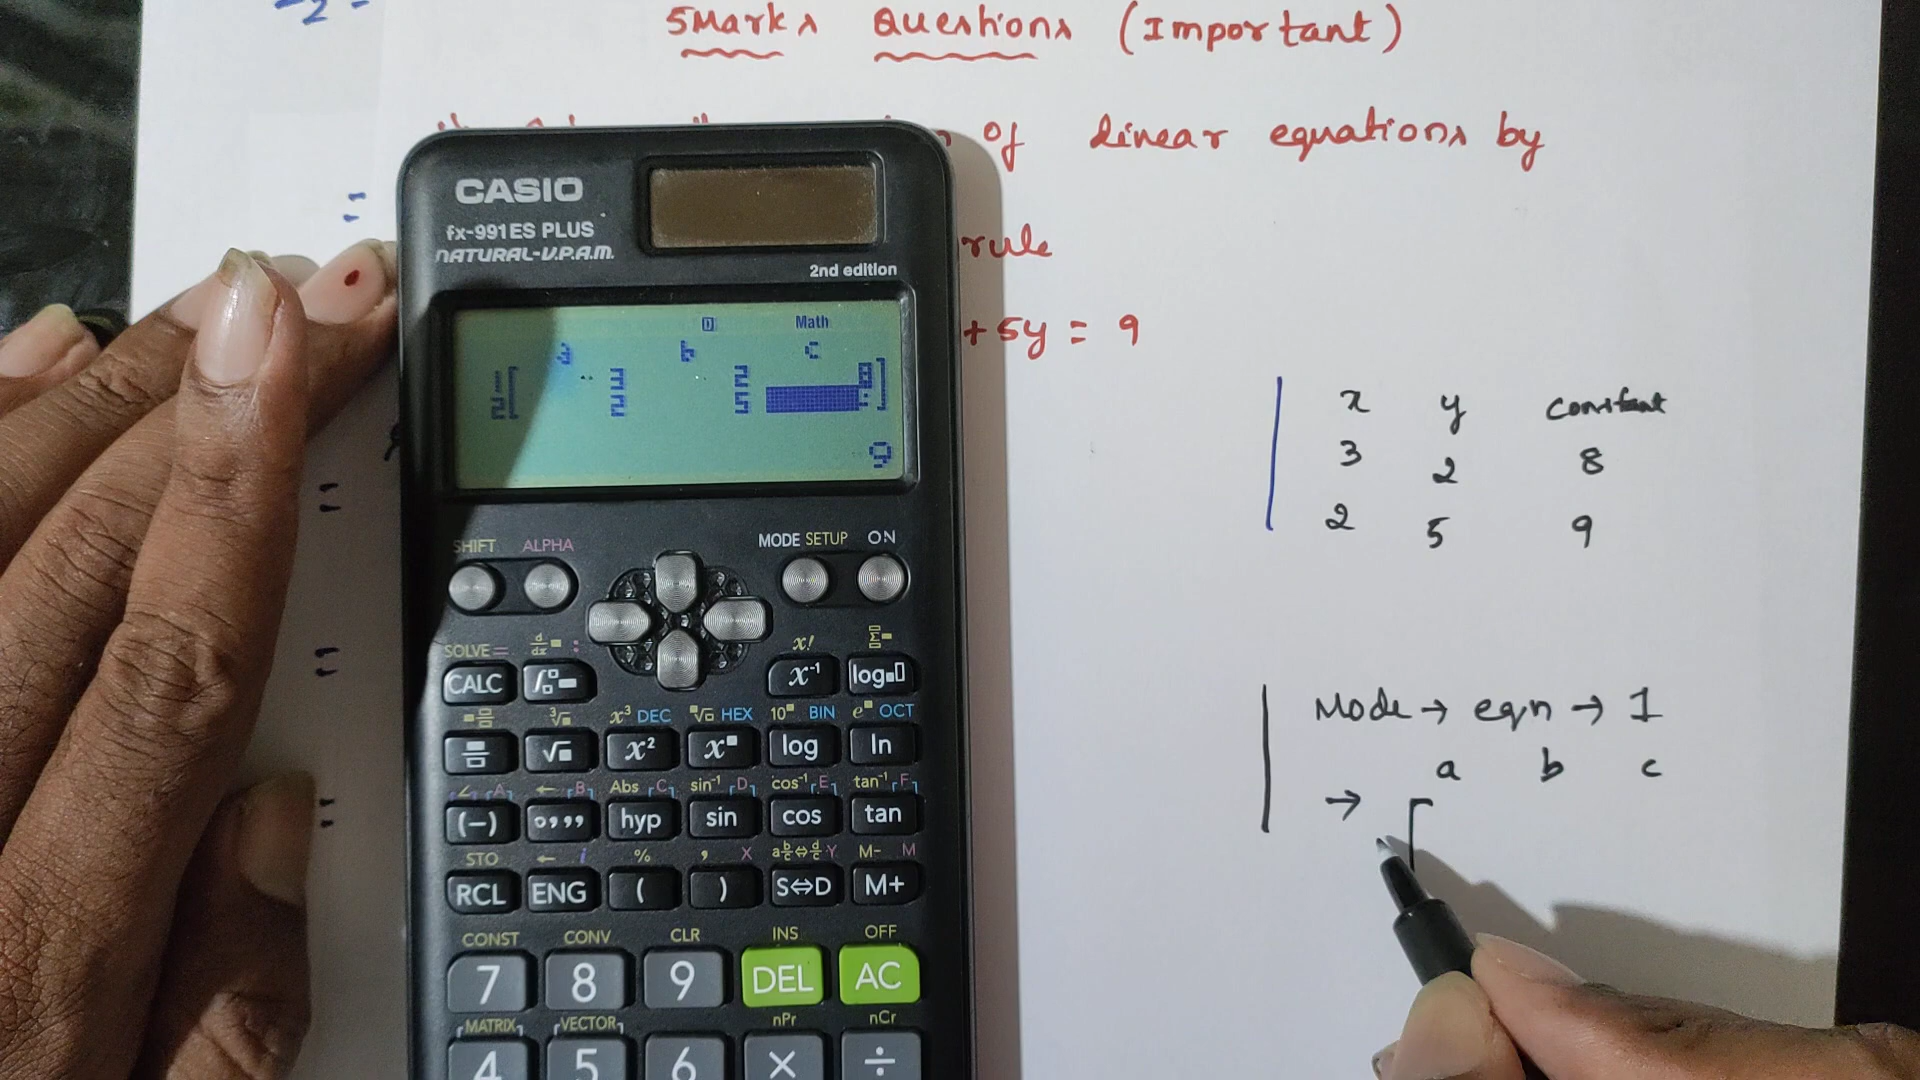 5 Marks Questions (Important)
of linear equations by
rule
+ 5y = 9
CASIO
fx-991ES PLUS
NATURAL-V.P.A.M.
2nd edition
D Math
a b c
3 2 8
2 5
9
x y constant
3 2 8
2 5 9
MODE SETUP ON
SHIFT ALPHA
SOLVE = d/dx :
x!
CALC x⁻¹ log
x³ DEC HEX 10 BIN e OCT
√ x² x log ln
∠ A ← B Abs C sin⁻¹ D cos⁻¹ E tan⁻¹ F
(−) hyp sin cos tan
STO ← i % , X a b/c ⇔ d/c Y M- M
RCL ENG ( ) S⇔D M+
CONST CONV CLR INS OFF
7 8 9 DEL AC
MATRIX VECTOR nPr nCr
4 5 6 × ÷
Mode → eqn → 1
a b c
→ [